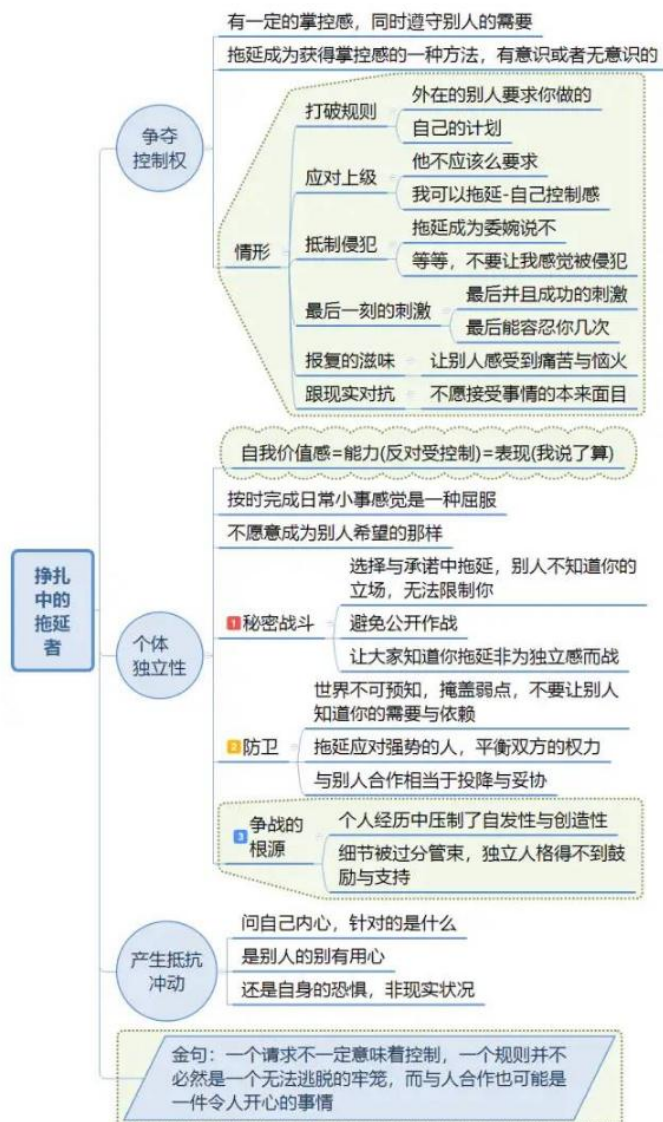 有一定的掌控感，同时遵守别人的需要
拖延成为获得掌控感的一种方法，有意识或者无意识的
争夺
控制权
情形
打破规则
外在的别人要求你做的
自己的计划
应对上级
他不应该么要求
我可以拖延-自己控制感
抵制侵犯
拖延成为委婉说不
等等，不要让我感觉被侵犯
最后一刻的刺激
最后并且成功的刺激
最后能容忍你几次
报复的滋味
让别人感受到痛苦与恼火
跟现实对抗
不愿接受事情的本来面目
自我价值感=能力(反对受控制)=表现(我说了算)
按时完成日常小事感觉是一种屈服
不愿意成为别人希望的那样
挣扎
中的
拖延
者
个体
独立性
1 秘密战斗
选择与承诺中拖延，别人不知道你的
立场，无法限制你
避免公开作战
让大家知道你拖延非为独立感而战
2 防卫
世界不可预知，掩盖弱点，不要让别人
知道你的需要与依赖
拖延应对强势的人，平衡双方的权力
与别人合作相当于投降与妥协
3 争战的
根源
个人经历中压制了自发性与创造性
细节被过分管束，独立人格得不到鼓
励与支持
产生抵抗
冲动
问自己内心，针对的是什么
是别人的别有用心
还是自身的恐惧，非现实状况
金句：一个请求不一定意味着控制，一个规则并不
必然是一个无法逃脱的牢笼，而与人合作也可能是
一件令人开心的事情